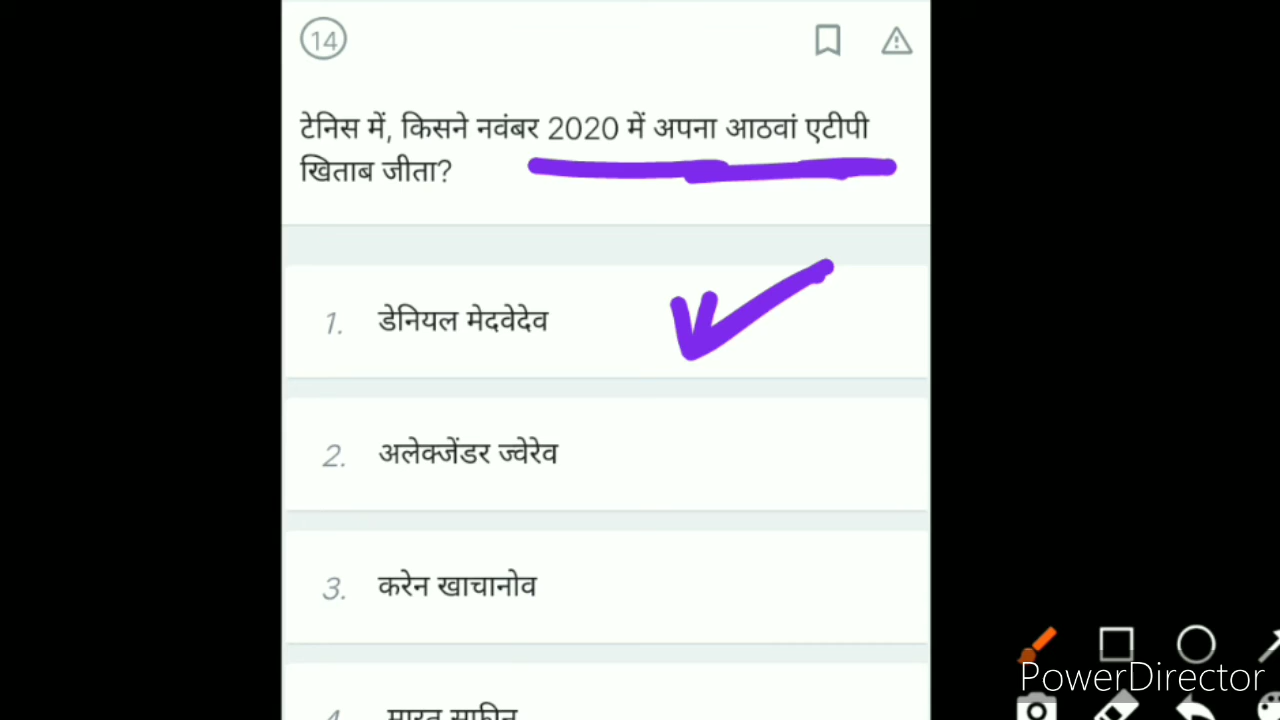 14
टेनिस में, किसने नवंबर 2020 में अपना आठवां एटीपी
खिताब जीता?
1. डेनियल मेदवेदेव
2. अलेक्जेंडर ज्वेरेव
3. करेन खाचानोव
PowerDirector